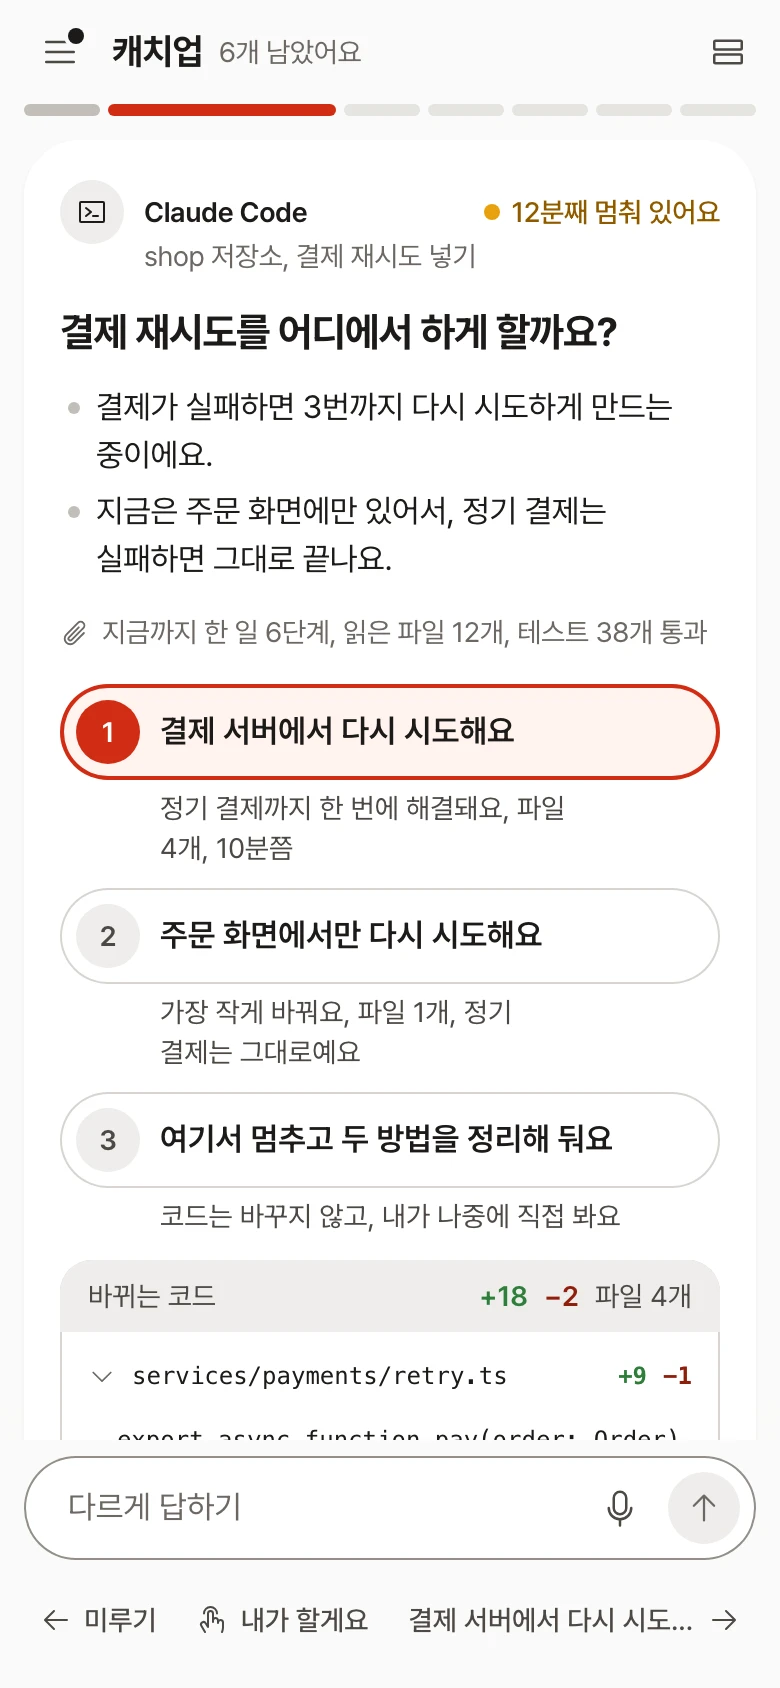 캐치업 6개 남았어요
Claude Code
12분째 멈춰 있어요
shop 저장소, 결제 재시도 넣기
결제 재시도를 어디에서 하게 할까요?
결제가 실패하면 3번까지 다시 시도하게 만드는
중이에요.
지금은 주문 화면에만 있어서, 정기 결제는
실패하면 그대로 끝나요.
지금까지 한 일 6단계, 읽은 파일 12개, 테스트 38개 통과
1 결제 서버에서 다시 시도해요
정기 결제까지 한 번에 해결돼요, 파일
4개, 10분쯤
2 주문 화면에서만 다시 시도해요
가장 작게 바꿔요, 파일 1개, 정기
결제는 그대로예요
3 여기서 멈추고 두 방법을 정리해 둬요
코드는 바꾸지 않고, 내가 나중에 직접 봐요
바뀌는 코드 +18 −2 파일 4개
services/payments/retry.ts +9 −1
export async function pay(order: Order)
다르게 답하기
미루기 내가 할게요 결제 서버에서 다시 시도...